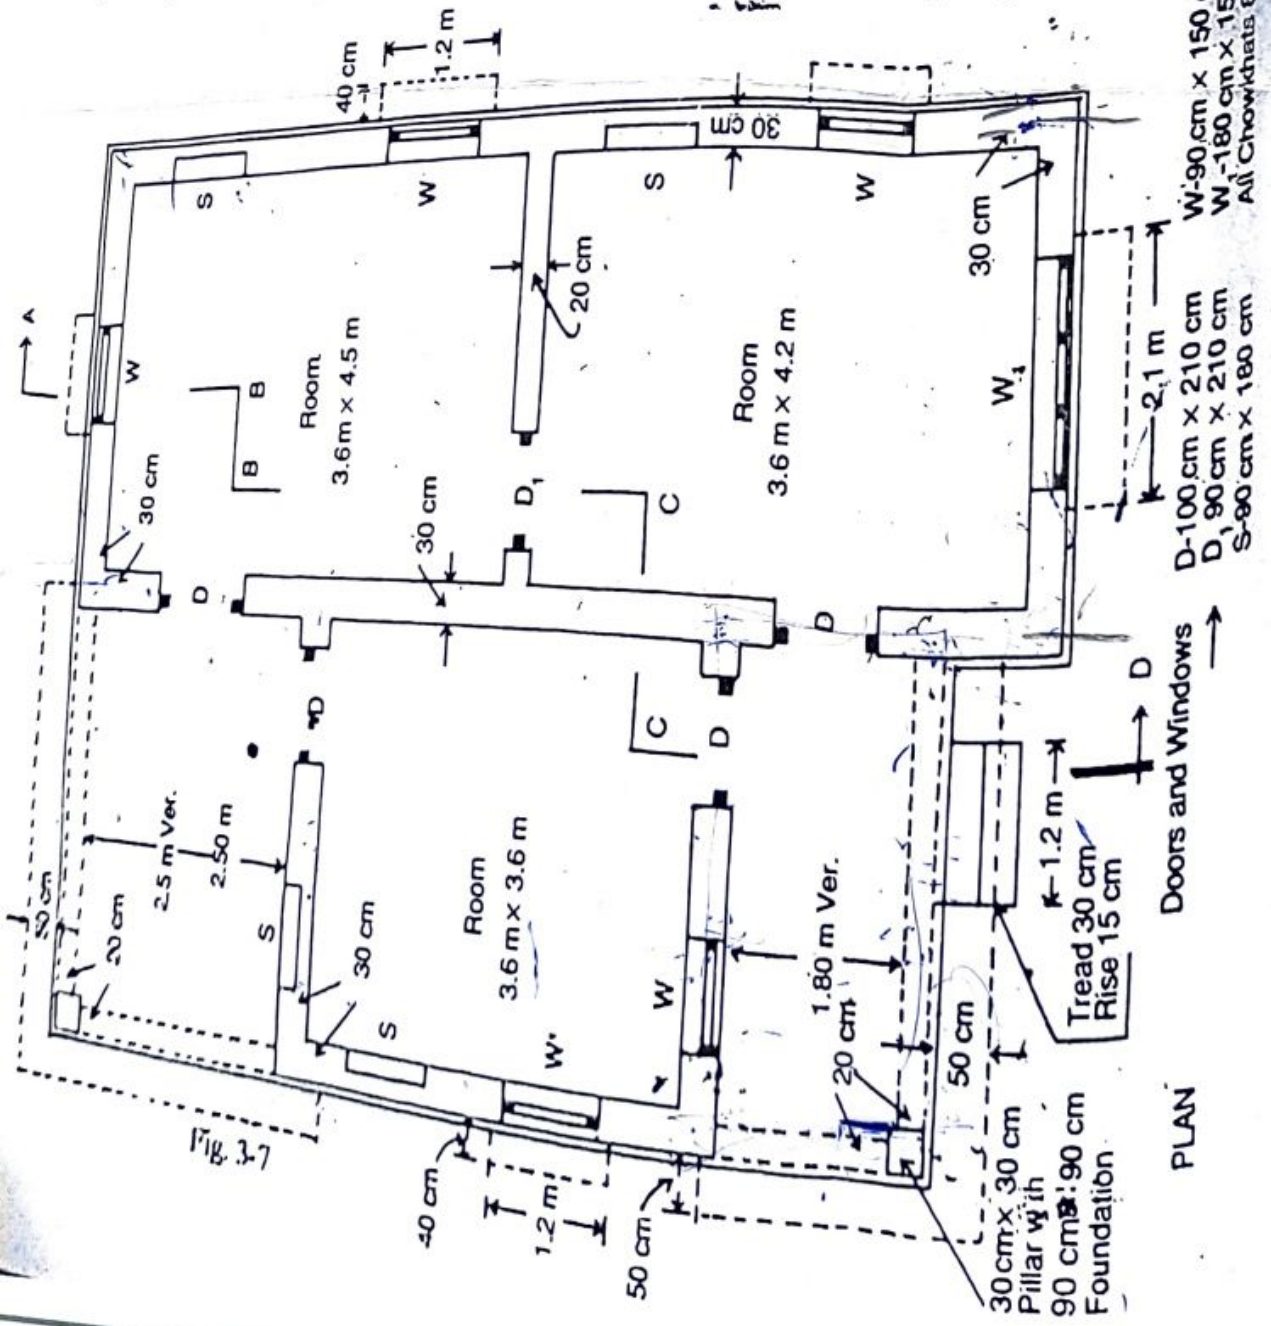 40 cm
1.2 m
A
S
W
W
30 cm
B
B
Room
3.6 m × 4.5 m
20 cm
30 cm
S
W
30 cm
Room
3.6 m × 4.2 m
30 cm
W₁
D
D₁
C
D
2.1 m
D
C
D
2.5 m Ver.
2.50 m
20 cm
S
30 cm
Room
3.6 m × 3.6 m
S
W
W
1.80 m Ver.
20 cm
50 cm
1.2 m
Tread 30 cm
Rise 15 cm
D
Fig. 3.7
40 cm
1.2 m
50 cm
30 cm × 30 cm
Pillar with
90 cm × 90 cm
Foundation
PLAN
Doors and Windows
D-100 cm × 210 cm
D₁ 90 cm × 210 cm
S-90 cm × 180 cm
W-90 cm × 150
W₁-180 cm × 15
All Chowkhats